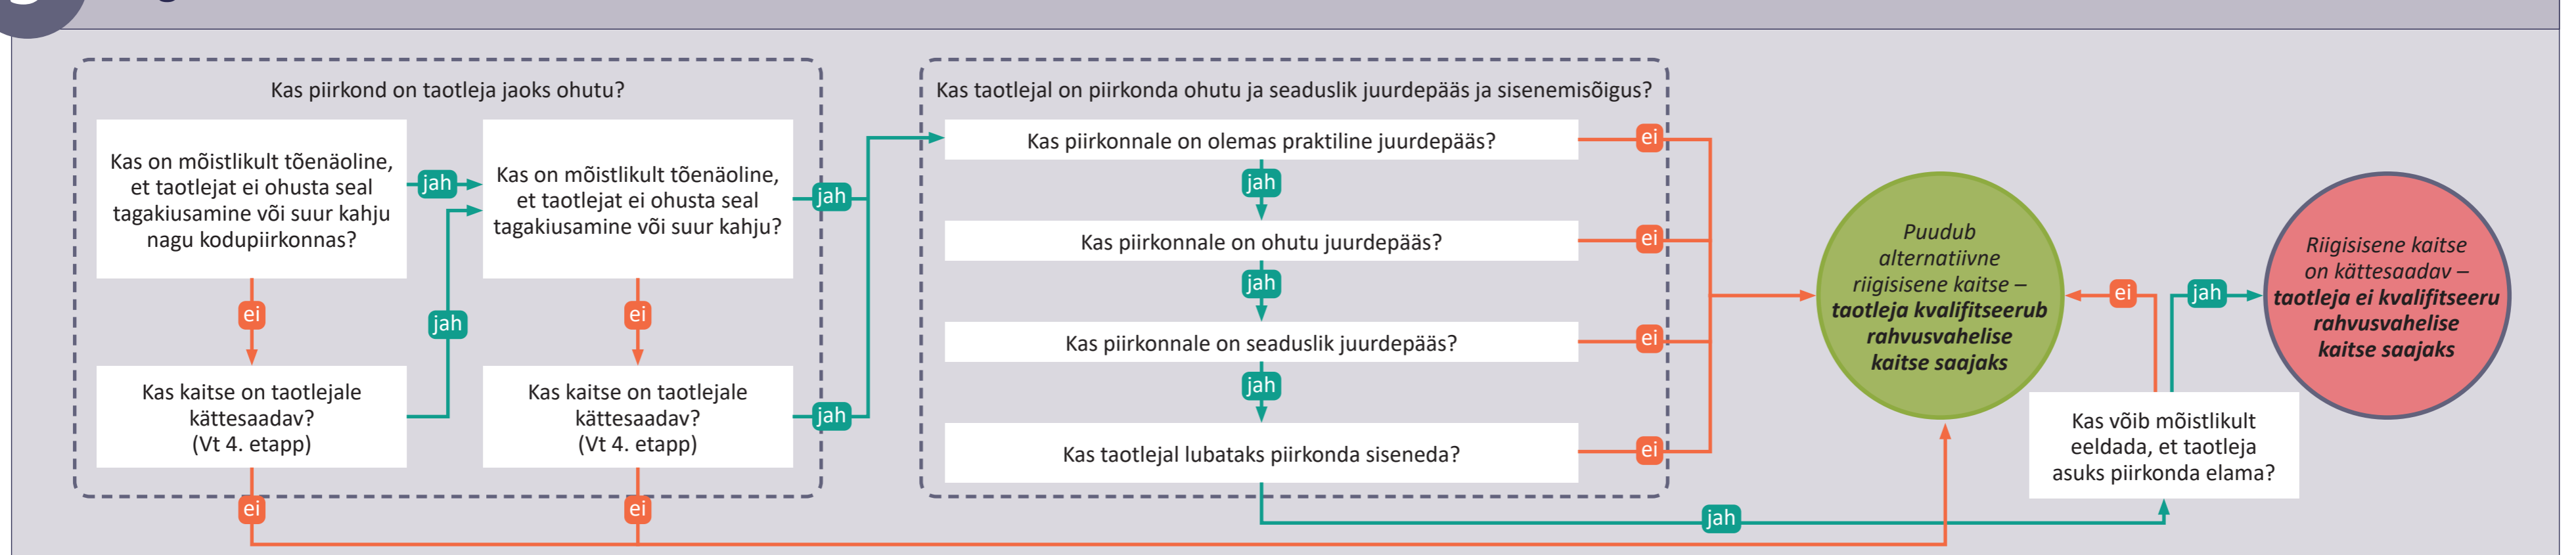 Kas piirkond on taotleja jaoks ohutu?
Kas on mõistlikult tõenäoline,
et taotlejat ei ohusta seal
tagakiusamine või suur kahju
nagu kodupiirkonnas?
jah
ei
Kas kaitse on taotlejale
kättesaadav?
(Vt 4. etapp)
jah
ei
Kas on mõistlikult tõenäoline,
et taotlejat ei ohusta seal
tagakiusamine või suur kahju?
jah
ei
Kas kaitse on taotlejale
kättesaadav?
(Vt 4. etapp)
jah
ei
Kas taotlejal on piirkonda ohutu ja seaduslik juurdepääs ja sisenemisõigus?
Kas piirkonnale on olemas praktiline juurdepääs?
ei
jah
Kas piirkonnale on ohutu juurdepääs?
ei
jah
Kas piirkonnale on seaduslik juurdepääs?
ei
jah
Kas taotlejal lubataks piirkonda siseneda?
ei
jah
Puudub
alternatiivne
riigisisene kaitse –
taotleja kvalifitseerub
rahvusvahelise
kaitse saajaks
ei
jah
Kas võib mõistlikult
eeldada, et taotleja
asuks piirkonda elama?
Riigisisene kaitse
on kättesaadav –
taotleja ei kvalifitseeru
rahvusvahelise
kaitse saajaks